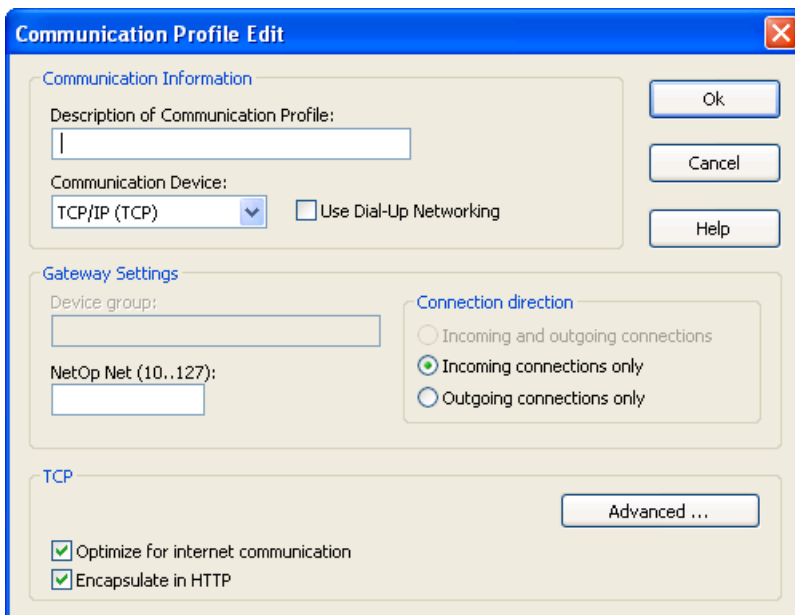 Communication Profile Edit
Communication Information
Description of Communication Profile:
Communication Device:
TCP/IP (TCP)
Use Dial-Up Networking
Ok
Cancel
Help
Gateway Settings
Device group:
NetOp Net (10..127):
Connection direction
Incoming and outgoing connections
Incoming connections only
Outgoing connections only
TCP
Advanced ...
Optimize for internet communication
Encapsulate in HTTP